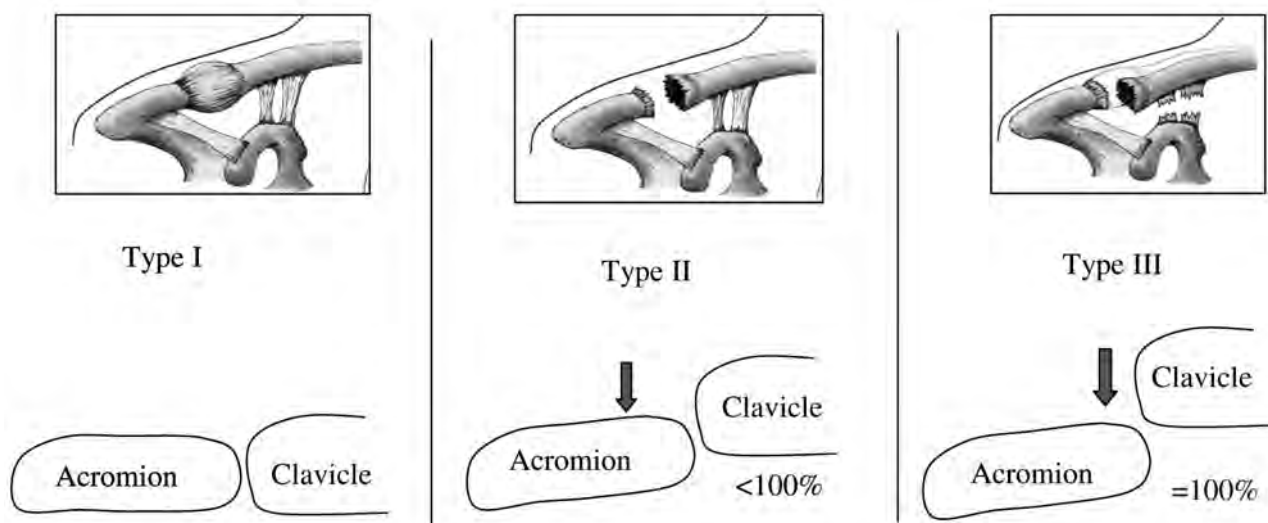 Type I
Type II
Type III
Acromion
Clavicle
Acromion
Clavicle
<100%
Acromion
Clavicle
=100%